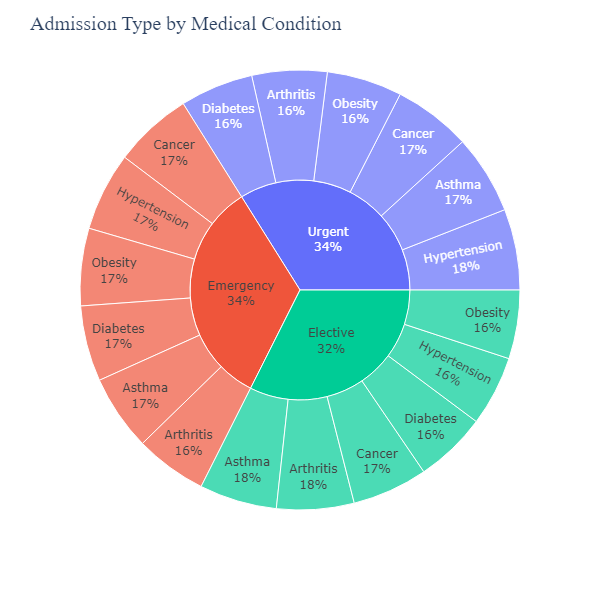 Admission Type by Medical Condition
Urgent
34%
Hypertension
18%
Asthma
17%
Cancer
17%
Obesity
16%
Arthritis
16%
Diabetes
16%
Emergency
34%
Cancer
17%
Hypertension
17%
Obesity
17%
Diabetes
17%
Asthma
17%
Arthritis
16%
Elective
32%
Asthma
18%
Arthritis
18%
Cancer
17%
Diabetes
16%
Hypertension
16%
Obesity
16%